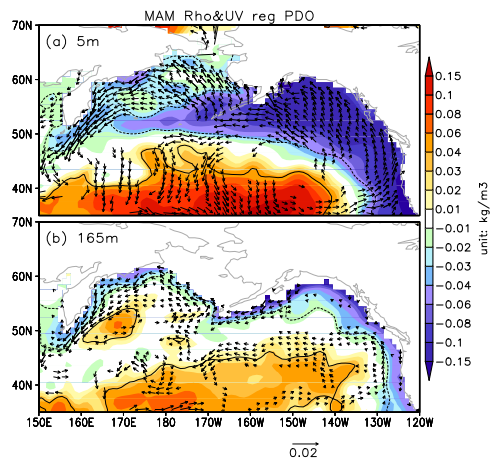 MAM Rho&UV reg PDO
70N
(a) 5m
60N
50N
40N
70N
(b) 165m
60N
50N
40N
150E 160E 170E 180 170W 160W 150W 140W 130W 120W
0.02
0.15
0.1
0.08
0.06
0.04
0.03
0.02
0.01
−0.01
−0.02
−0.03
−0.04
−0.06
−0.08
−0.1
−0.15
unit: kg/m3